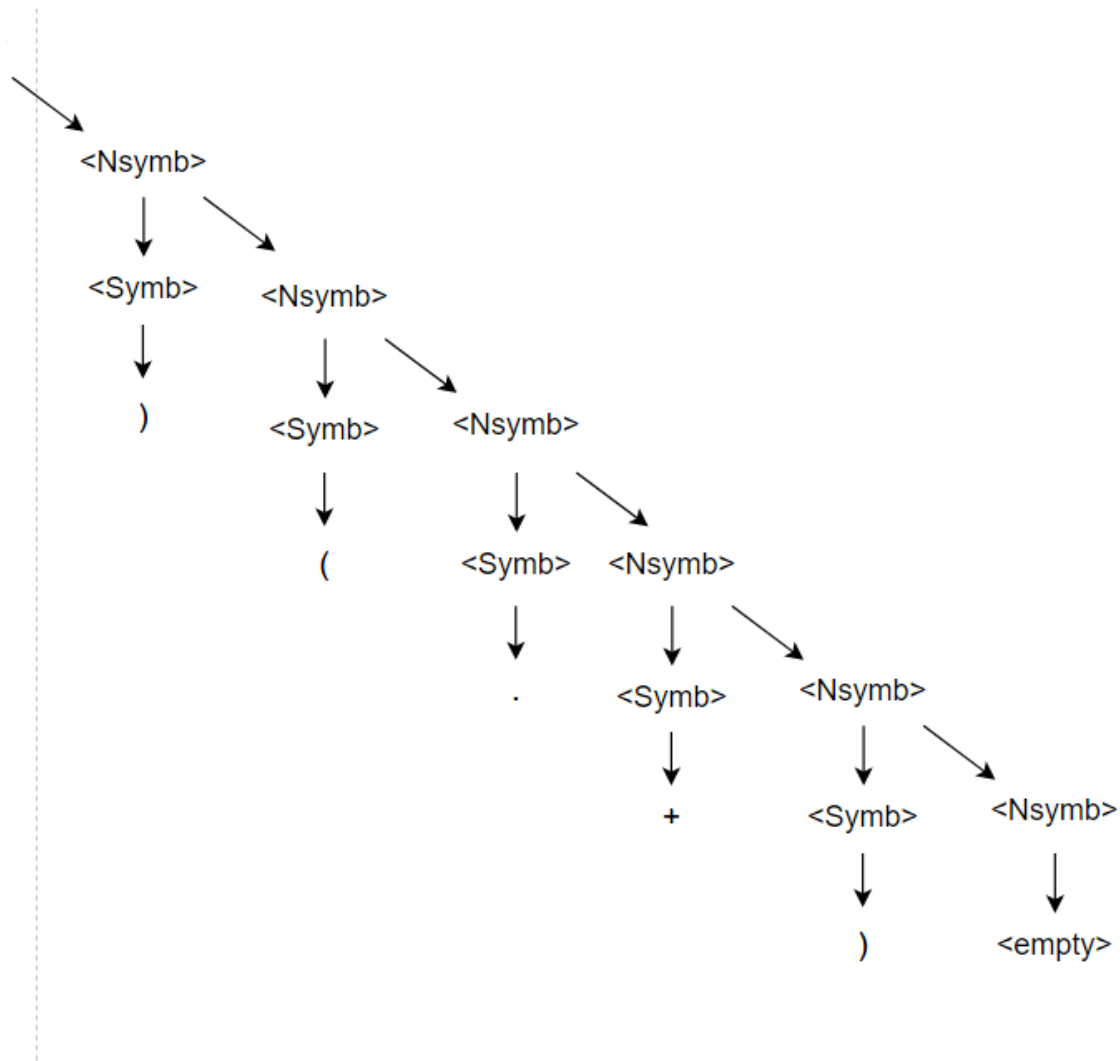 <Nsymb>
<Symb> <Nsymb>
) <Symb> <Nsymb>
( <Symb> <Nsymb>
. <Symb> <Nsymb>
+ <Symb> <Nsymb>
) <empty>